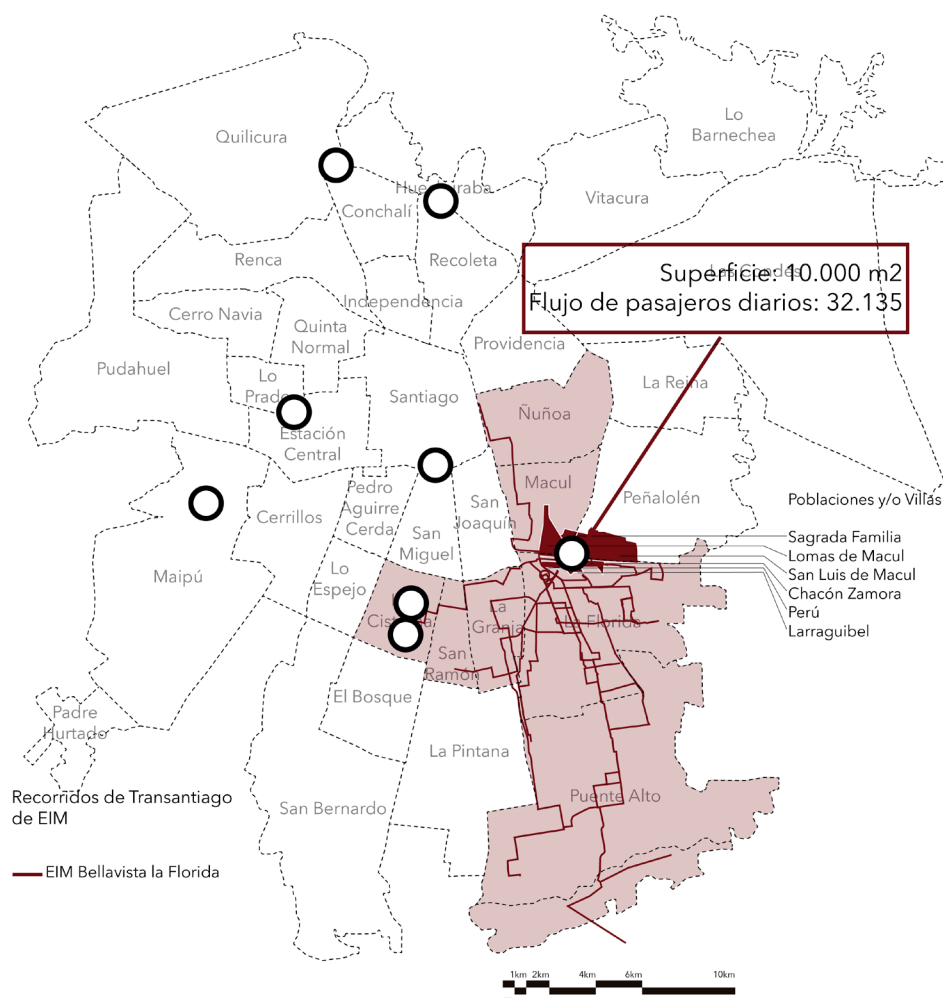 Lo
Barnechea
Quilicura
Huechuraba
Vitacura
Conchalí
Renca
Recoleta
Las Condes
Superficie: 10.000 m2
Flujo de pasajeros diarios: 32.135
Independencia
Cerro Navia
Quinta
Normal
Providencia
Pudahuel
Lo
Prado
La Reina
Santiago
Ñuñoa
Estación
Central
Macul
Pedro
Aguirre
Cerda
Peñalolén
Poblaciones y/o Villas
San
Joaquín
Cerrillos
San
Miguel
Sagrada Familia
Lomas de Macul
San Luis de Macul
Chacón Zamora
Perú
Larraguibel
Maipú
Lo
Espejo
Cisterna
La
Granja
La Florida
San
Ramón
El Bosque
Padre
Hurtado
La Pintana
Recorridos de Transantiago
de EIM
San Bernardo
Puente Alto
EIM Bellavista la Florida
1km 2km 4km 6km 10km